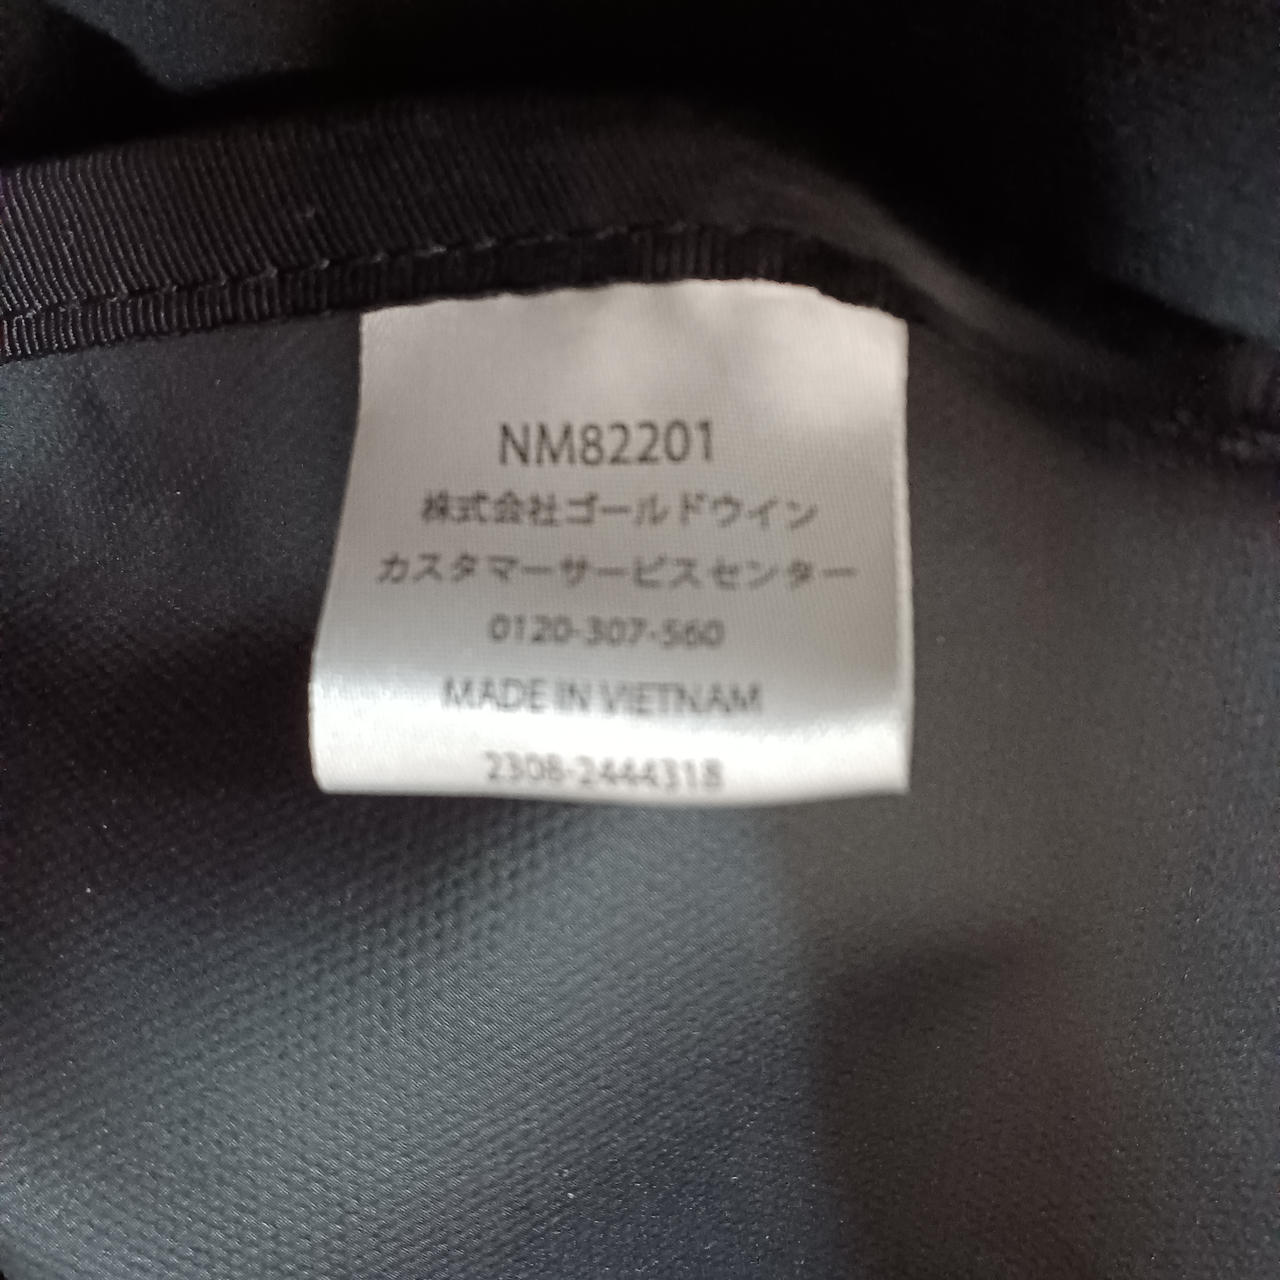 NM82201
株式会社ゴールドウイン
カスタマーサービスセンター
0120-307-560
MADE IN VIETNAM
2308-2444318